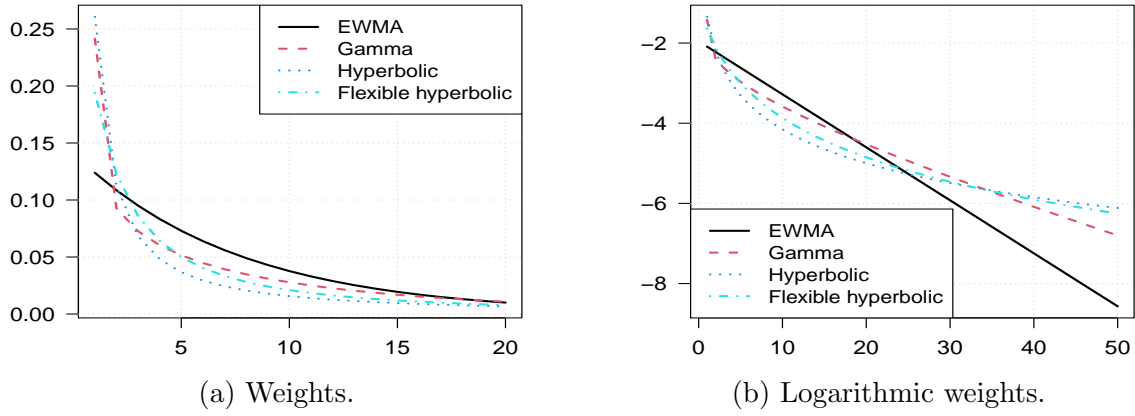 0.25
0.20
0.15
0.10
0.05
0.00
5
10
15
20
EWMA
Gamma
Hyperbolic
Flexible hyperbolic
(a) Weights.
−2
−4
−6
−8
0
10
20
30
40
50
EWMA
Gamma
Hyperbolic
Flexible hyperbolic
(b) Logarithmic weights.